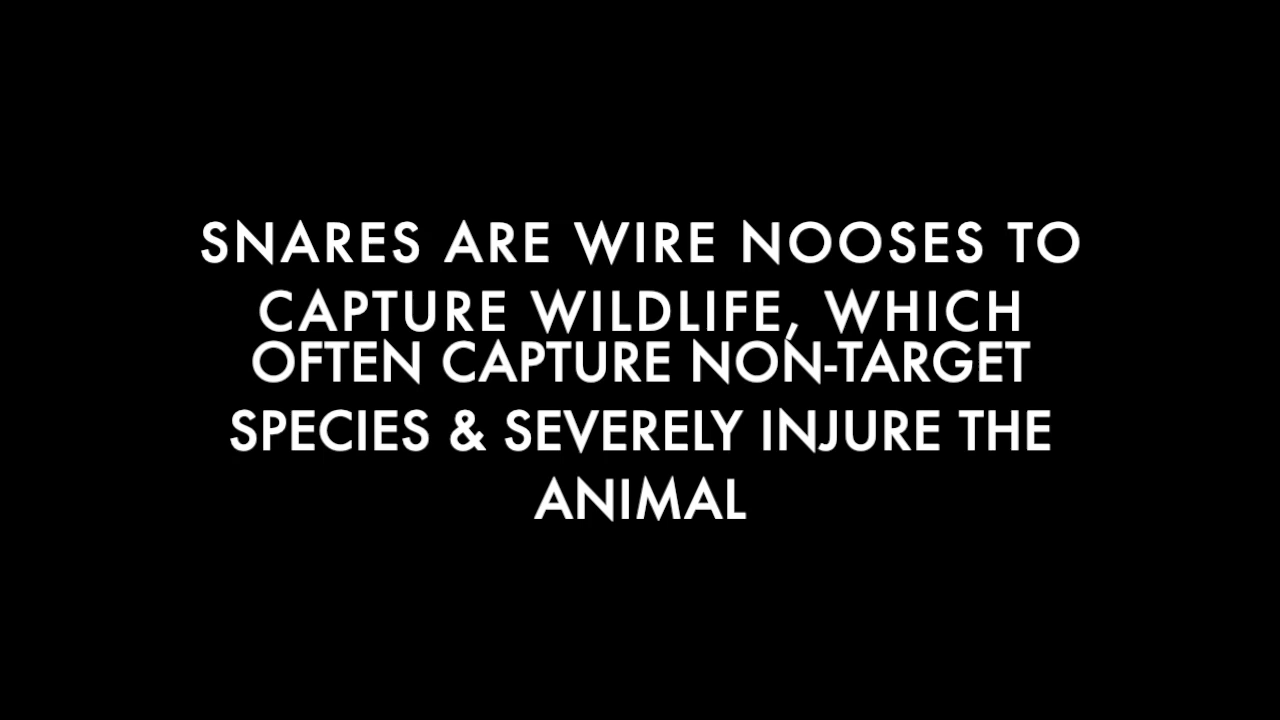 SNARES ARE WIRE NOOSES TO
CAPTURE WILDLIFE, WHICH
OFTEN CAPTURE NON-TARGET
SPECIES & SEVERELY INJURE THE
ANIMAL